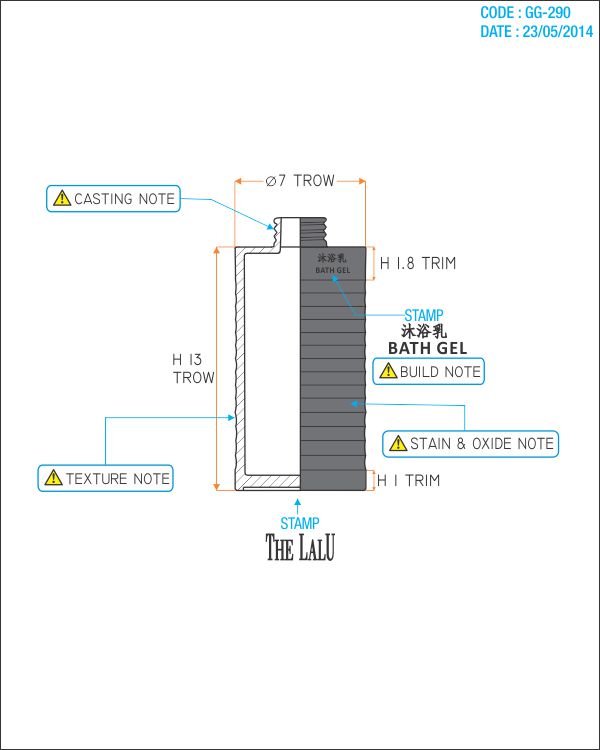 CODE : GG-290
DATE : 23/05/2014
Ø7 TROW
CASTING NOTE
沐浴乳
BATH GEL
H 1.8 TRIM
STAMP
沐浴乳
BATH GEL
H 13
TROW
BUILD NOTE
STAIN & OXIDE NOTE
TEXTURE NOTE
H 1 TRIM
STAMP
THE LALU